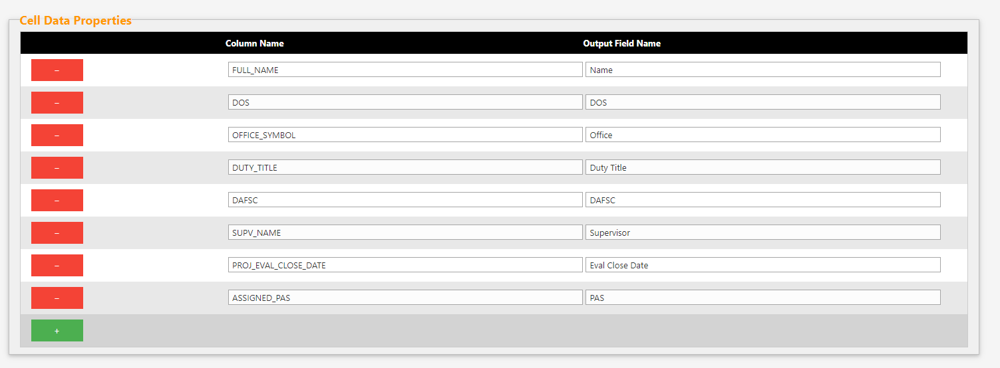 Cell Data Properties
Column Name Output Field Name
– FULL_NAME Name
– DOS DOS
– OFFICE_SYMBOL Office
– DUTY_TITLE Duty Title
– DAFSC DAFSC
– SUPV_NAME Supervisor
– PROJ_EVAL_CLOSE_DATE Eval Close Date
– ASSIGNED_PAS PAS
+